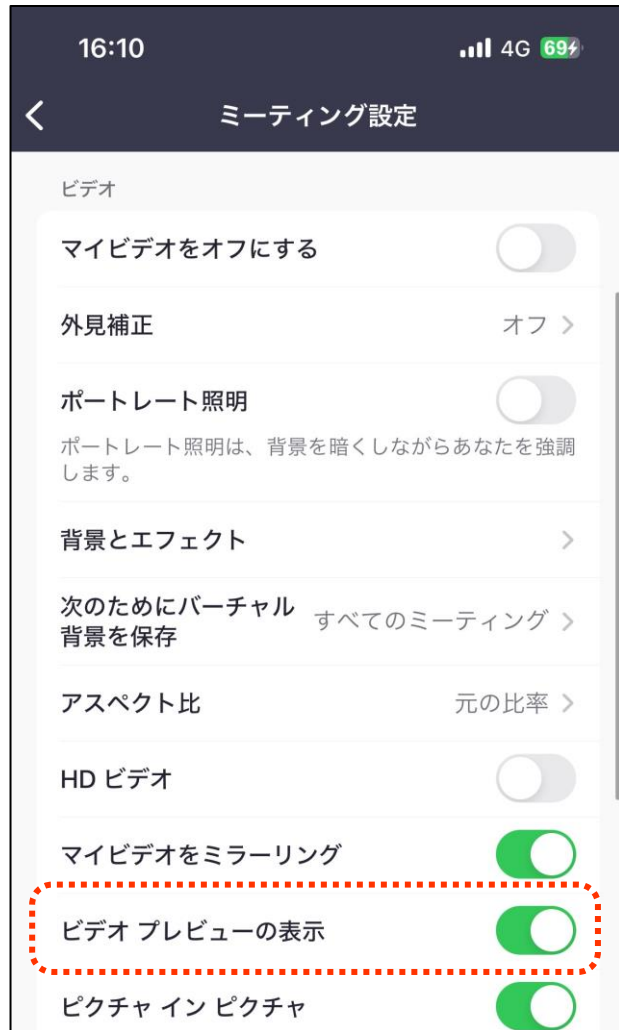 16:10 4G 69
ミーティング設定
ビデオ
マイビデオをオフにする
外見補正 オフ
ポートレート照明
ポートレート照明は、背景を暗くしながらあなたを強調
します。
背景とエフェクト
次のためにバーチャル
背景を保存 すべてのミーティング
アスペクト比 元の比率
HD ビデオ
マイビデオをミラーリング
ビデオ プレビューの表示
ピクチャ イン ピクチャ